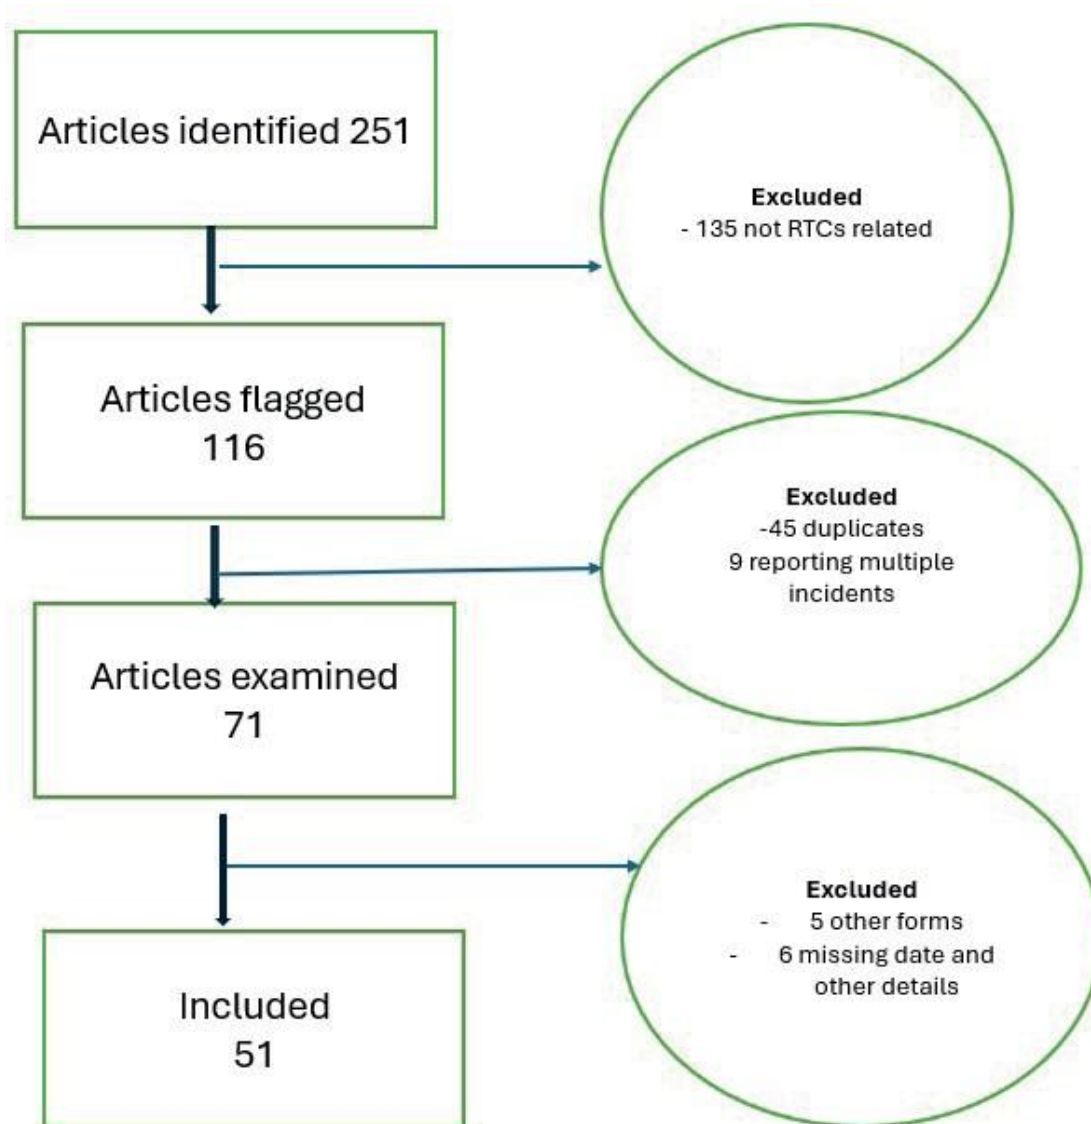 Articles identified 251
Excluded
- 135 not RTCs related
Articles flagged
116
Excluded
-45 duplicates
9 reporting multiple
incidents
Articles examined
71
Excluded
- 5 other forms
- 6 missing date and
other details
Included
51